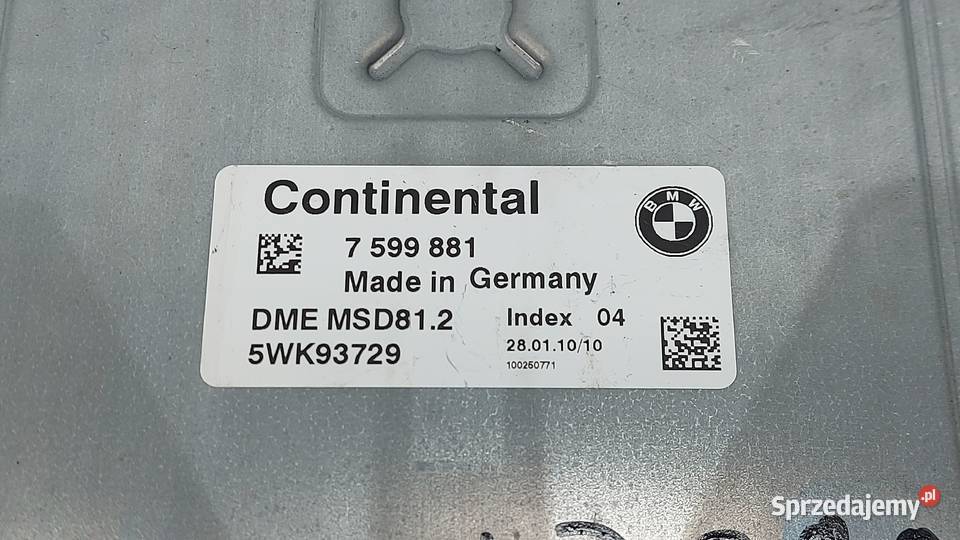 Continental
BMW
7 599 881
Made in Germany
DME MSD81.2 Index 04
5WK93729 28.01.10/10
100250771
Sprzedajemy.pl